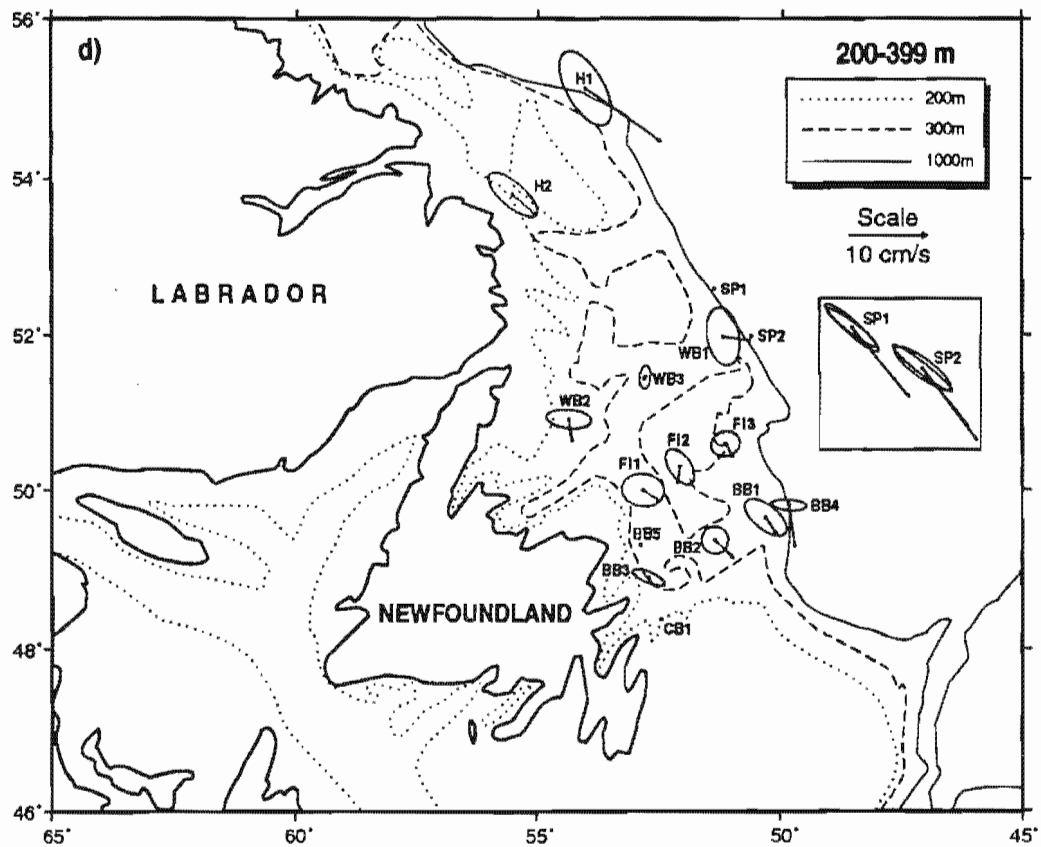 56°
d)
200-399 m
200m
300m
1000m
H1
54°
H2
Scale
10 cm/s
LABRADOR
SP1
SP1
SP2
SP2
52°
WB1
WB3
WB2
FI3
FI2
FI1
50°
BB1
BB4
BB5
BB2
BB3
NEWFOUNDLAND
CB1
48°
46°
65° 60° 55° 50° 45°